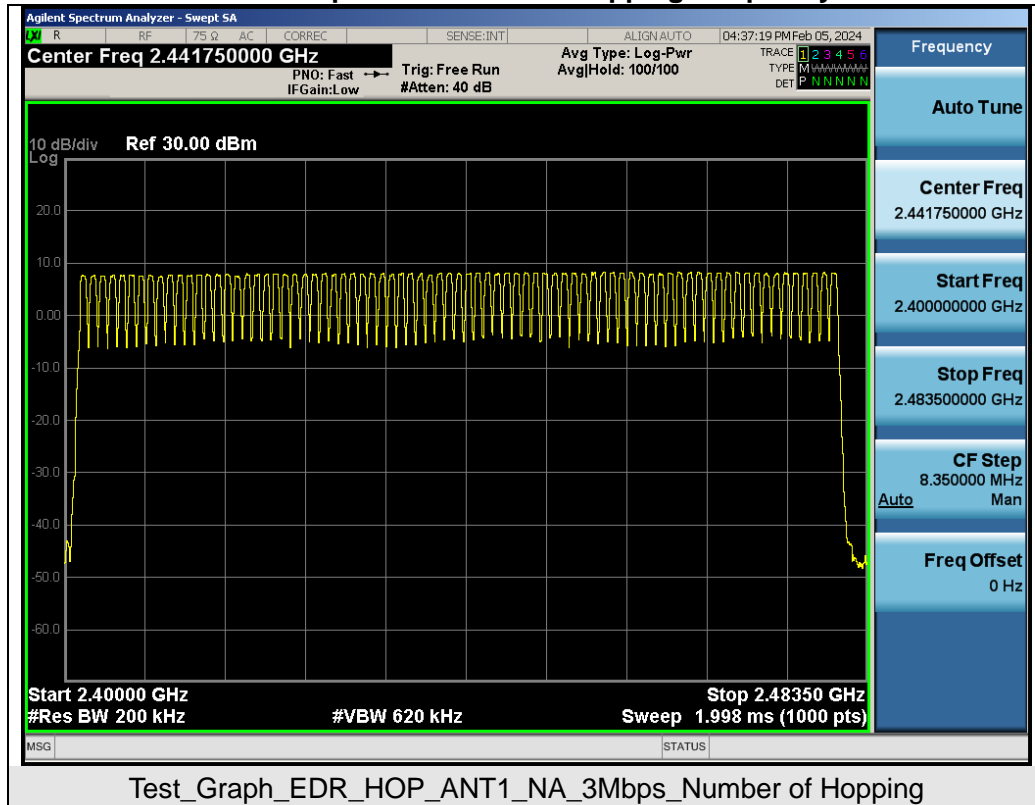 Agilent Spectrum Analyzer - Swept SA
LXI R RF 75 Ω AC CORREC SENSE:INT ALIGN AUTO 04:37:19 PM Feb 05, 2024
Center Freq 2.441750000 GHz
PNO: Fast
IFGain:Low
Trig: Free Run
#Atten: 40 dB
Avg Type: Log-Pwr
Avg|Hold: 100/100
TRACE 1 2 3 4 5 6
TYPE M WWWWW
DET P N N N N N
10 dB/div Ref 30.00 dBm
Log
20.0
10.0
0.00
-10.0
-20.0
-30.0
-40.0
-50.0
-60.0
Start 2.40000 GHz Stop 2.48350 GHz
#Res BW 200 kHz #VBW 620 kHz Sweep 1.998 ms (1000 pts)
MSG STATUS
Frequency
Auto Tune
Center Freq
2.441750000 GHz
Start Freq
2.400000000 GHz
Stop Freq
2.483500000 GHz
CF Step
8.350000 MHz
Auto Man
Freq Offset
0 Hz
Test_Graph_EDR_HOP_ANT1_NA_3Mbps_Number of Hopping